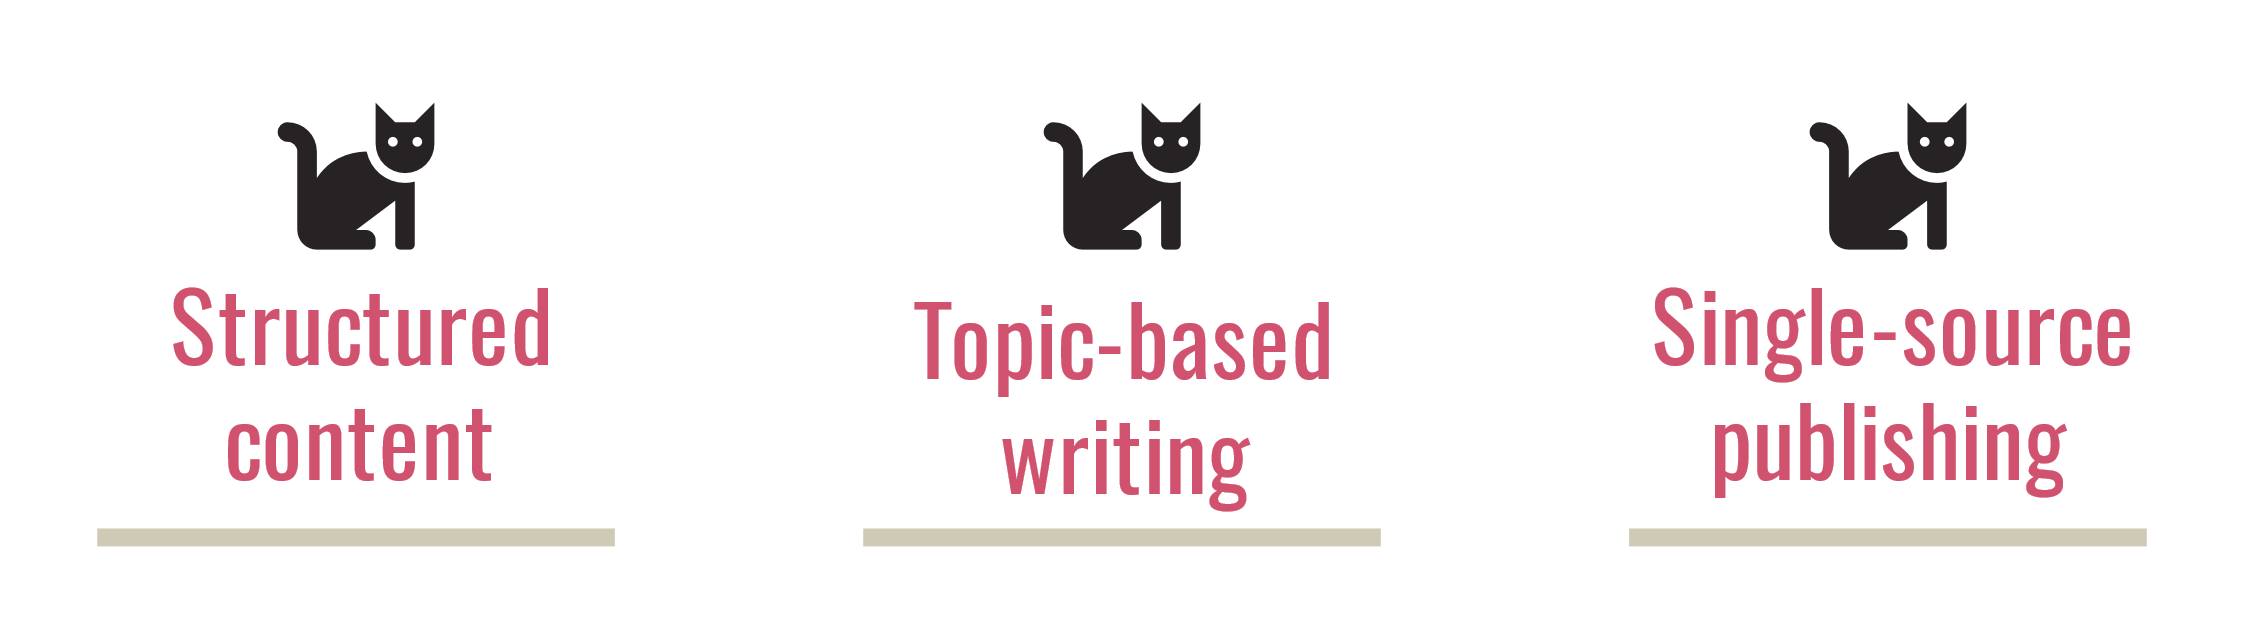 Structured
content
Topic-based
writing
Single-source
publishing